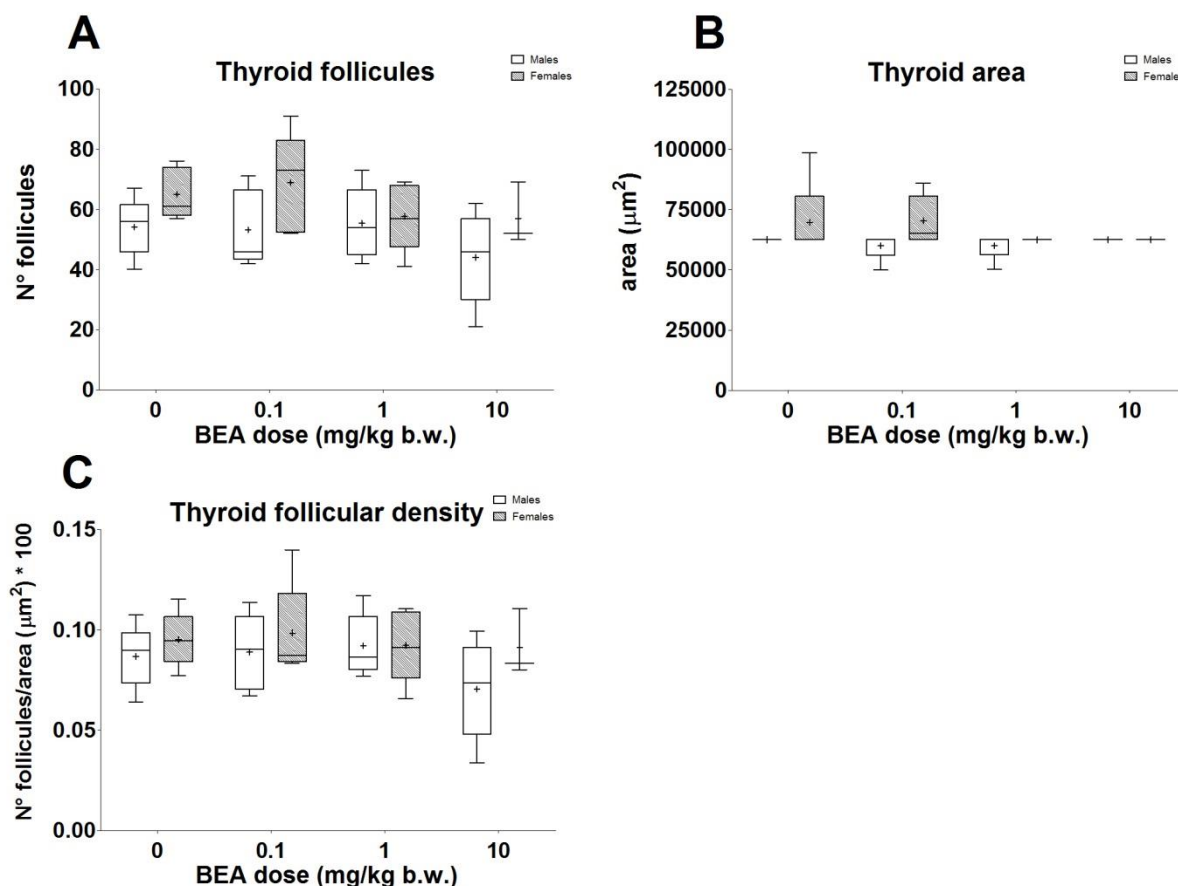 A
Thyroid follicules
Males
Females
100
80
60
40
20
0
N° follicules
0 0.1 1 10
BEA dose (mg/kg b.w.)
B
Thyroid area
Males
Females
125000
100000
75000
50000
25000
0
area (µm²)
0 0.1 1 10
BEA dose (mg/kg b.w.)
C
Thyroid follicular density
Males
Females
0.15
0.10
0.05
0.00
N° follicules/area (µm²) * 100
0 0.1 1 10
BEA dose (mg/kg b.w.)